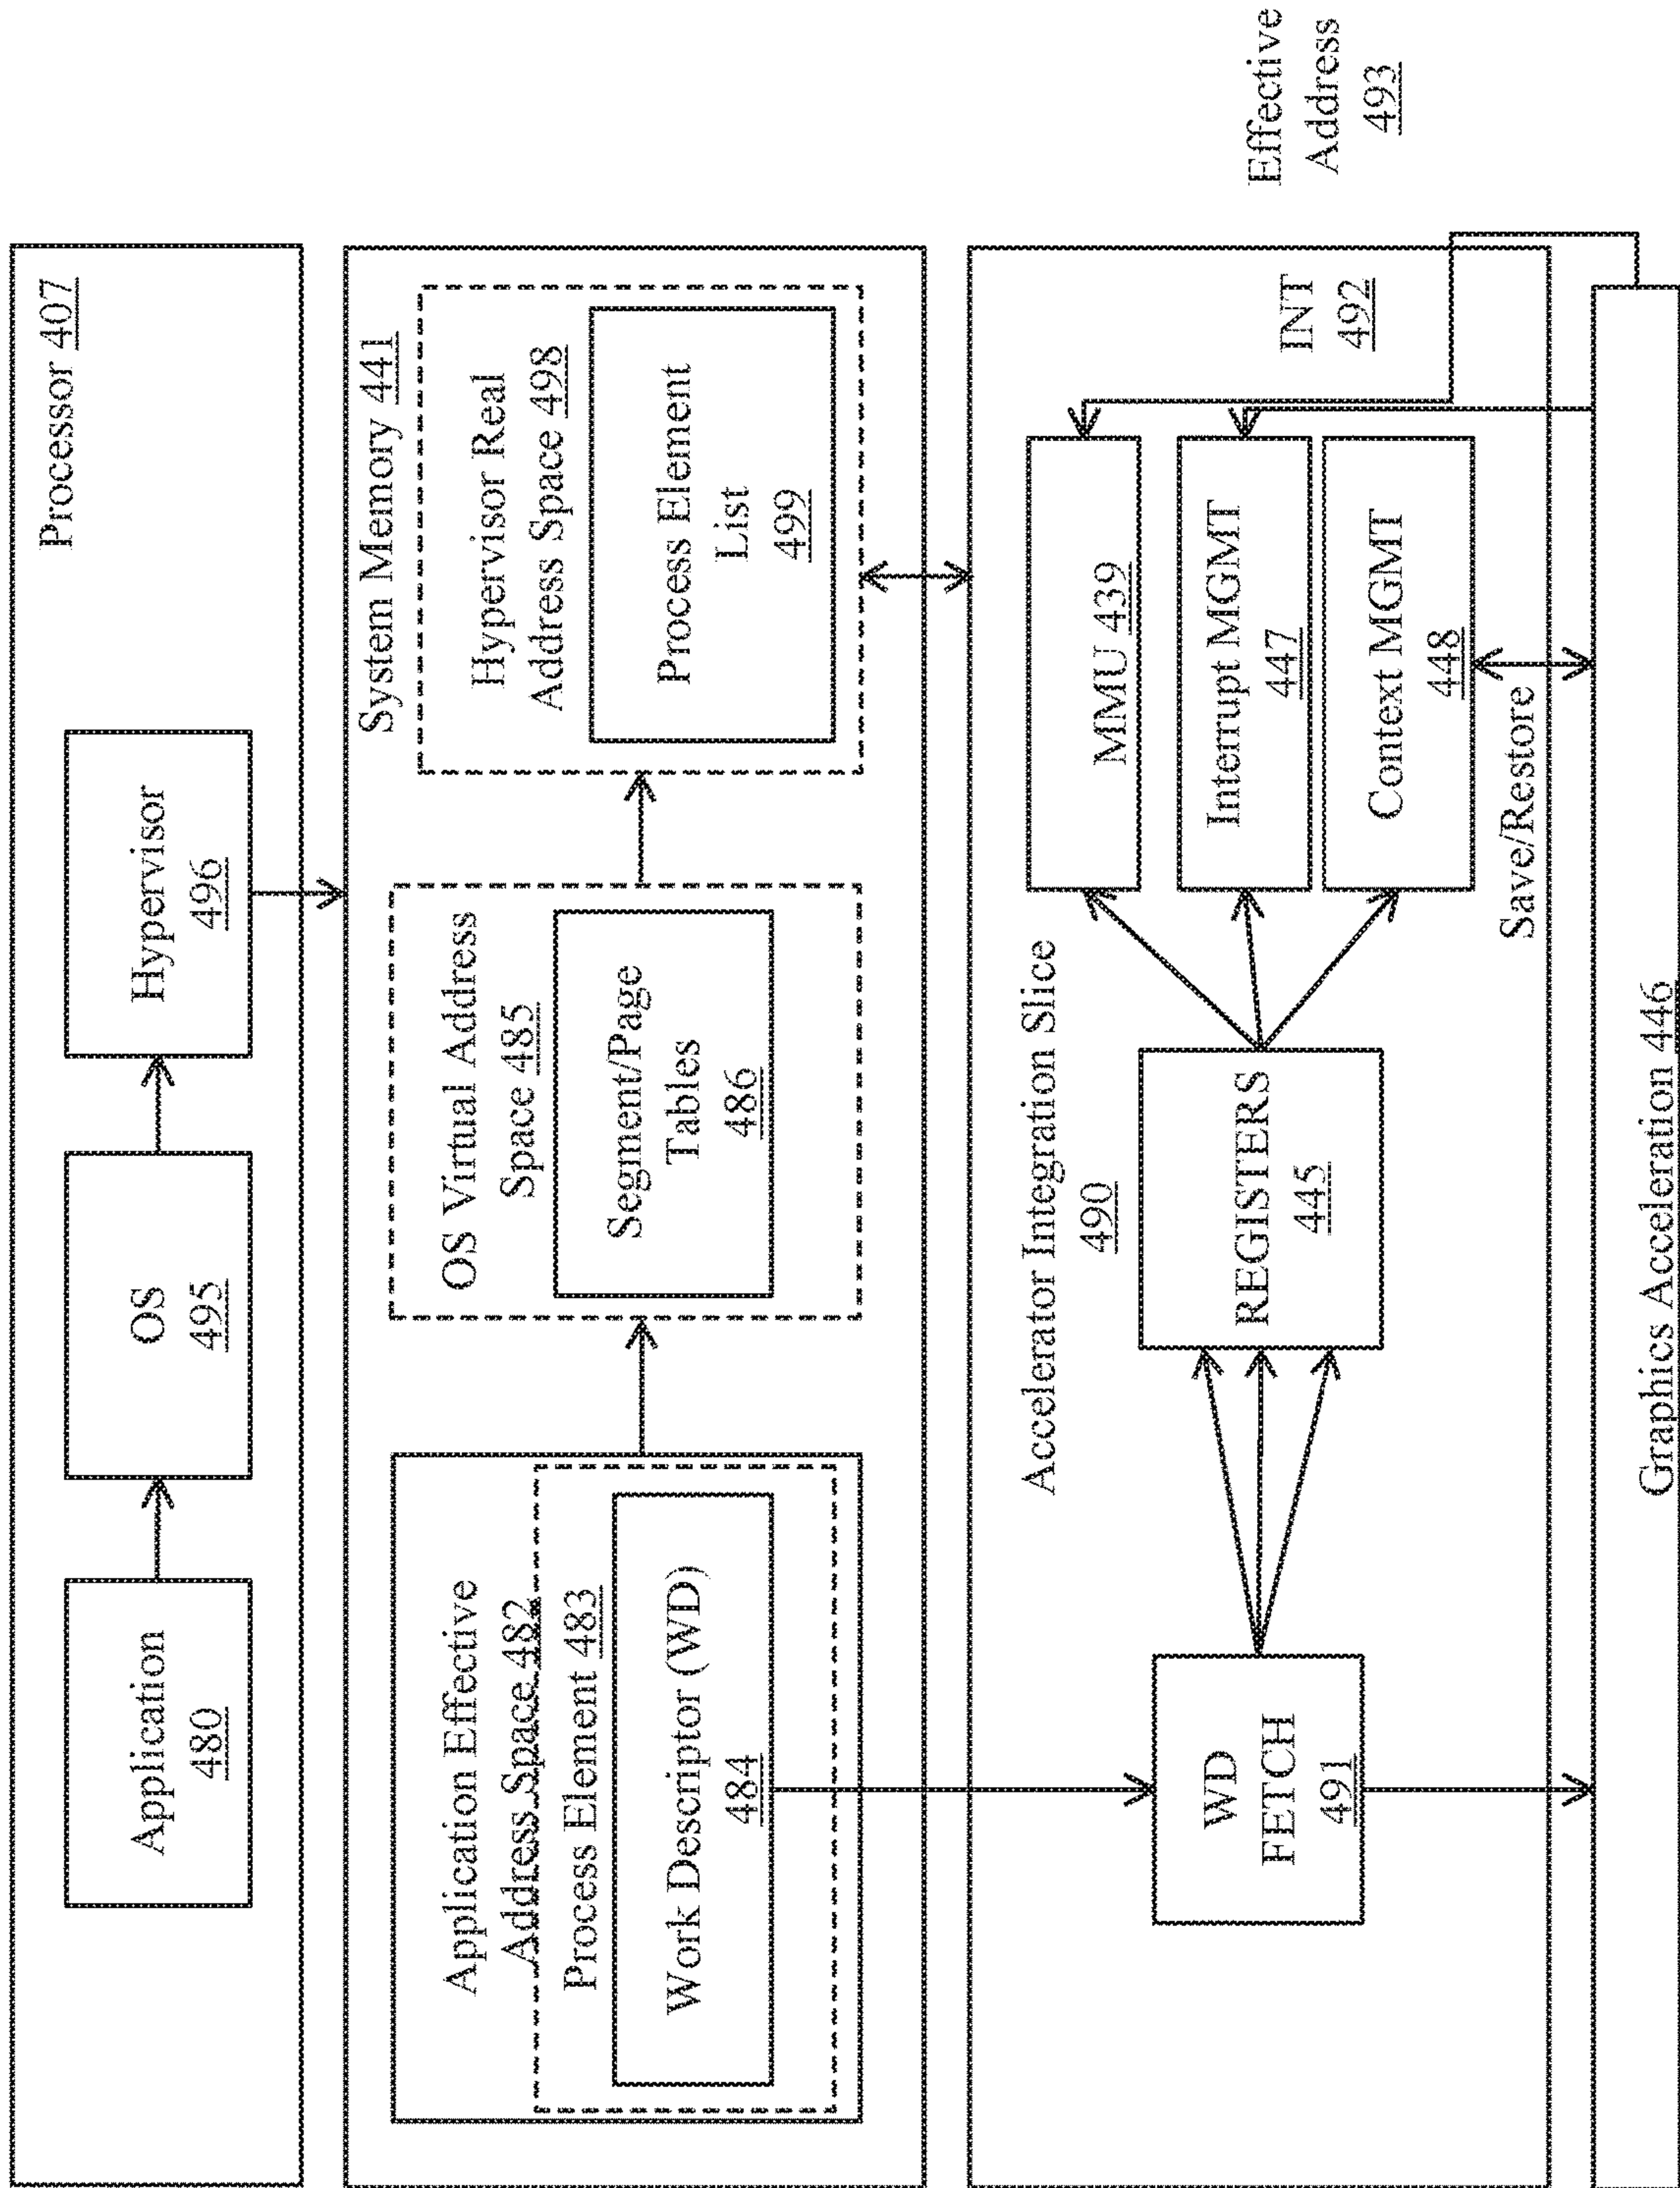 Processor 407
Application
480
OS
495
Hypervisor
496
System Memory 441
Application Effective
Address Space 482
Process Element 483
Work Descriptor (WD)
484
OS Virtual Address
Space 485
Segment/Page
Tables
486
Hypervisor Real
Address Space 498
Process Element
List
499
Accelerator Integration Slice
490
WD
FETCH
491
REGISTERS
445
MMU 439
Interrupt MGMT
447
Context MGMT
448
INT
492
Effective
Address
493
Save/Restore
Graphics Acceleration 446